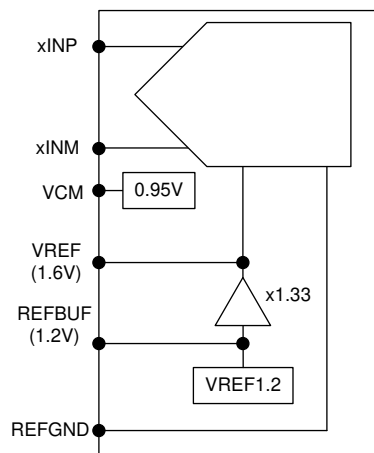 xINP
xINM
VCM
0.95V
VREF
(1.6V)
x1.33
REFBUF
(1.2V)
VREF1.2
REFGND